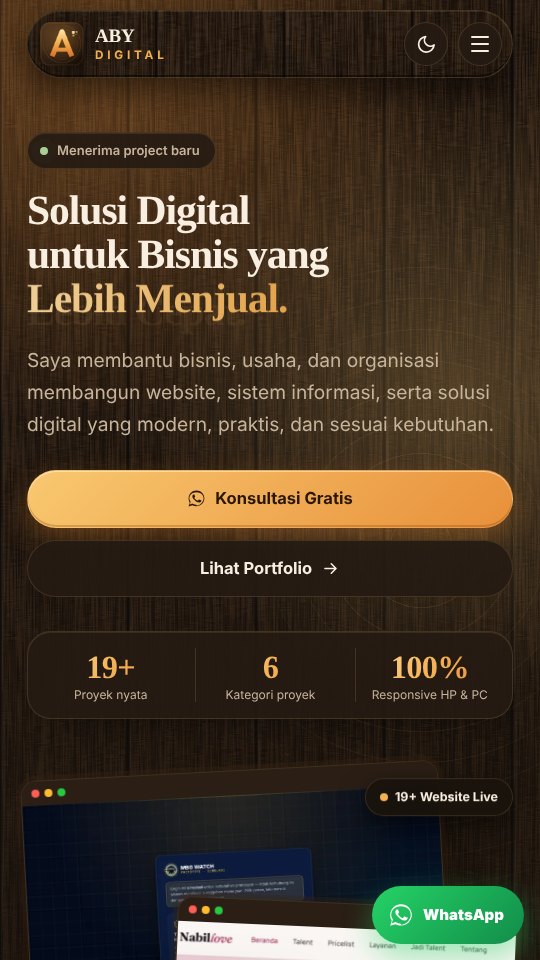 ABY
DIGITAL
Menerima project baru
Solusi Digital
untuk Bisnis yang
Lebih Menjual.
Saya membantu bisnis, usaha, dan organisasi
membangun website, sistem informasi, serta solusi
digital yang modern, praktis, dan sesuai kebutuhan.
Konsultasi Gratis
Lihat Portfolio →
19+
Proyek nyata
6
Kategori proyek
100%
Responsive HP & PC
19+ Website Live
MBG WATCH
Nabillove
Beranda Talent Pricelist Layanan Jadi Talent Tentang
WhatsApp